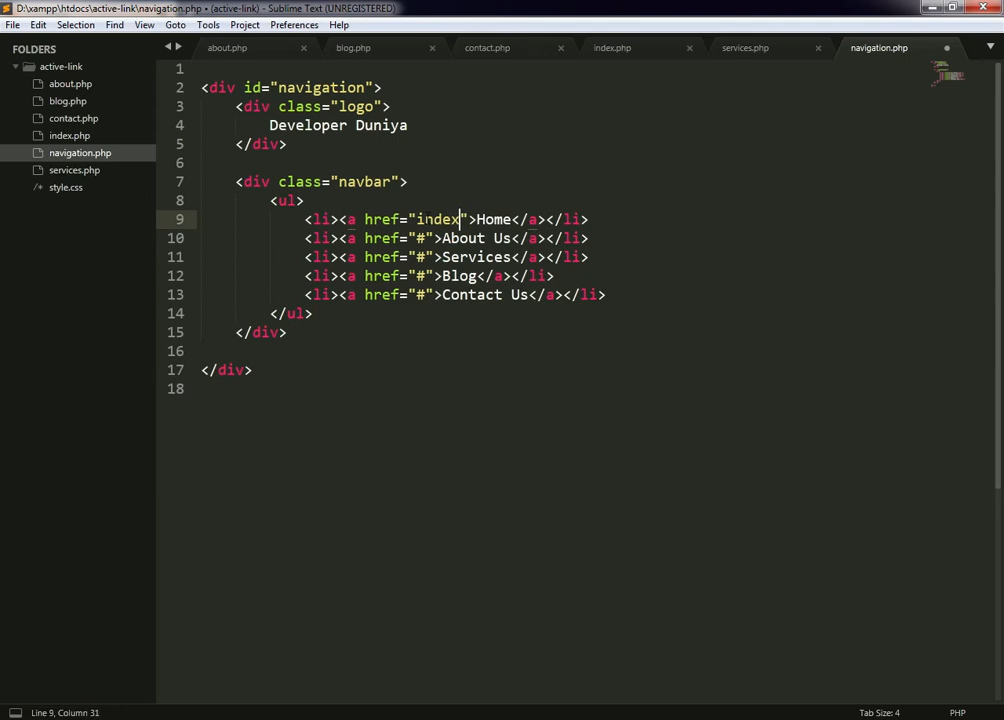 D:\xampp\htdocs\active-link\navigation.php • (active-link) - Sublime Text (UNREGISTERED)
File Edit Selection Find View Goto Tools Project Preferences Help
FOLDERS
active-link
about.php
blog.php
contact.php
index.php
navigation.php
services.php
/* style.css
about.php × blog.php × contact.php × index.php × services.php × navigation.php
1
2 <div id="navigation">
3 <div class="logo">
4 Developer Duniya
5 </div>
6
7 <div class="navbar">
8 <ul>
9 <li><a href="index">Home</a></li>
10 <li><a href="#">About Us</a></li>
11 <li><a href="#">Services</a></li>
12 <li><a href="#">Blog</a></li>
13 <li><a href="#">Contact Us</a></li>
14 </ul>
15 </div>
16
17 </div>
18
Line 9, Column 31 Tab Size: 4 PHP